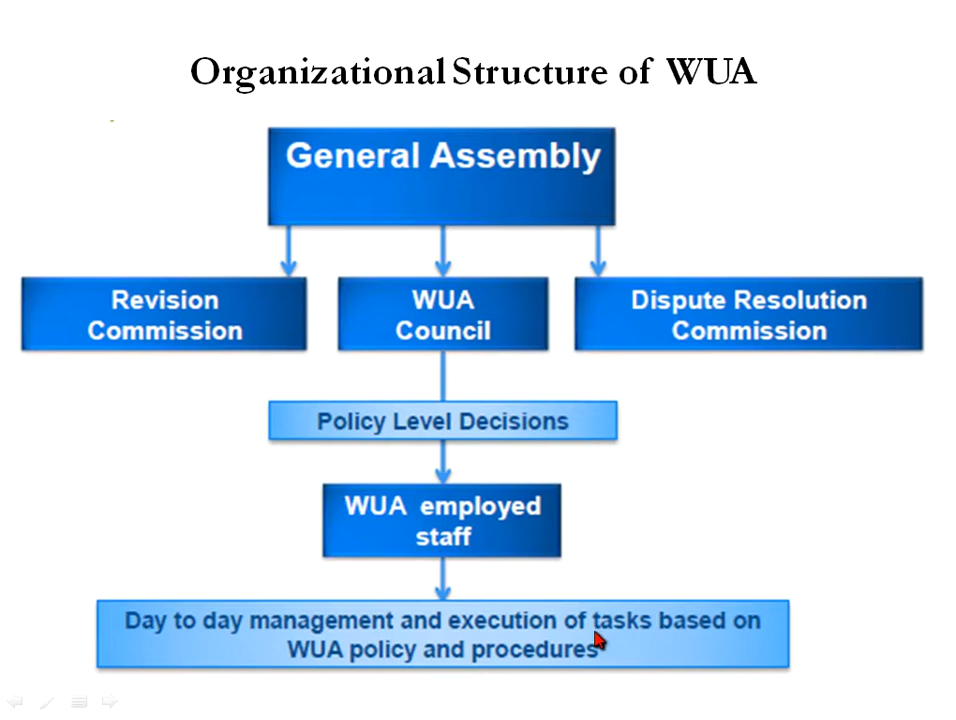 Organizational Structure of WUA
General Assembly
Revision
Commission
WUA
Council
Dispute Resolution
Commission
Policy Level Decisions
WUA employed
staff
Day to day management and execution of tasks based on
WUA policy and procedures